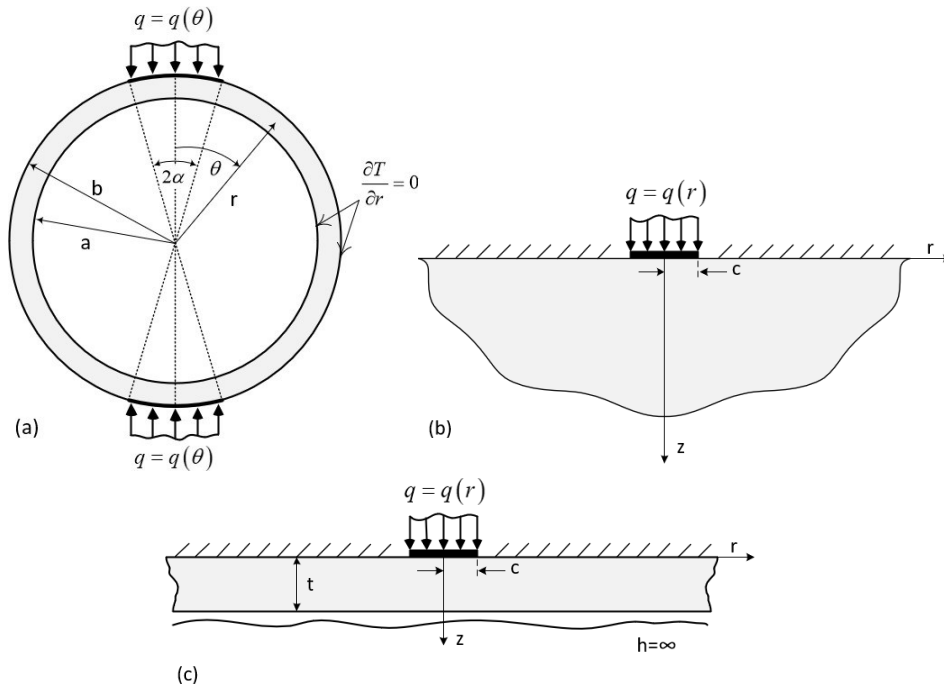 q = q(θ)
2α
θ
b
r
a
∂T/∂r = 0
(a)
q = q(θ)
q = q(r)
r
c
(b)
z
q = q(r)
r
c
t
z
h=∞
(c)